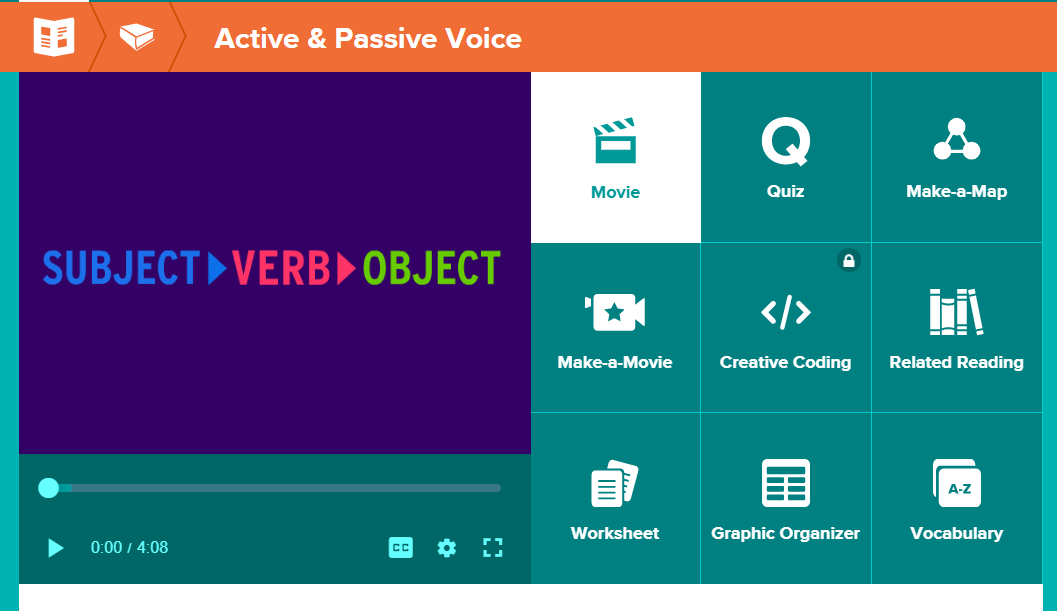 Active & Passive Voice
SUBJECT VERB OBJECT
0:00 / 4:08
CC
Movie
Quiz
Make-a-Map
Make-a-Movie
Creative Coding
Related Reading
Worksheet
Graphic Organizer
A-Z
Vocabulary